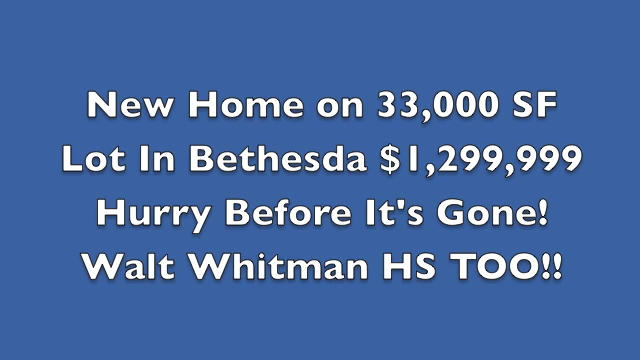 New Home on 33,000 SF
Lot In Bethesda $1,299,999
Hurry Before It's Gone!
Walt Whitman HS TOO!!